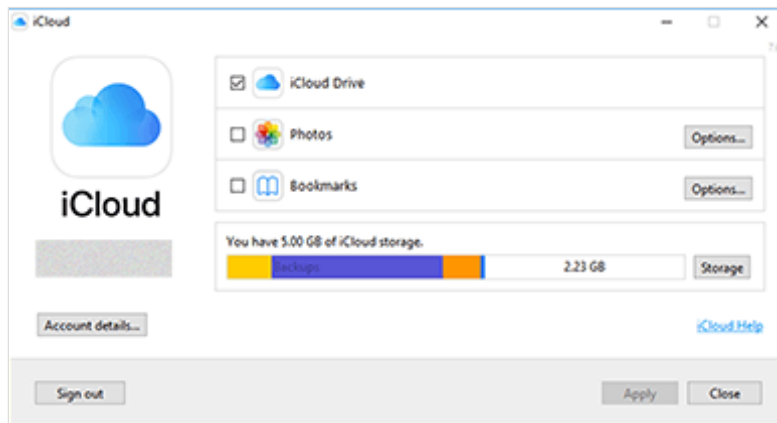 iCloud
iCloud Drive
Photos
Options...
Bookmarks
Options...
iCloud
You have 5.00 GB of iCloud storage.
Backups
2.23 GB
Storage
Account details...
iCloud Help
Sign out
Apply
Close